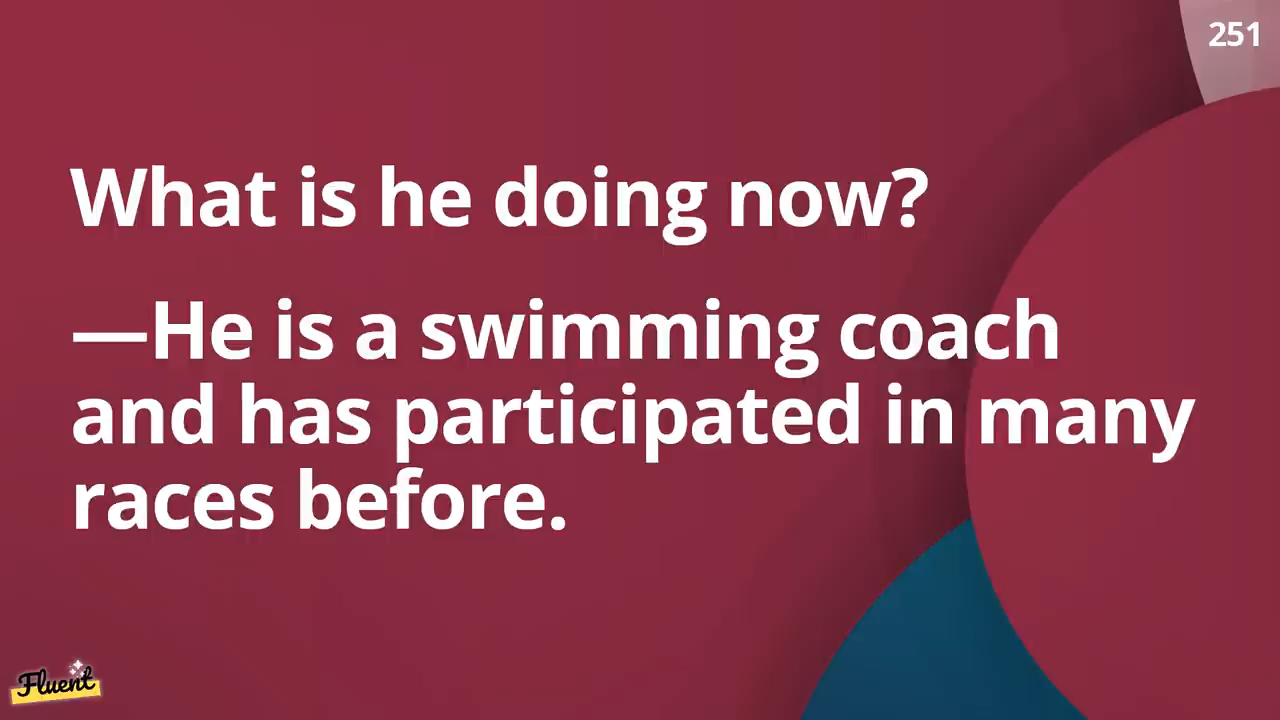 251
What is he doing now?
—He is a swimming coach
and has participated in many
races before.
Fluent